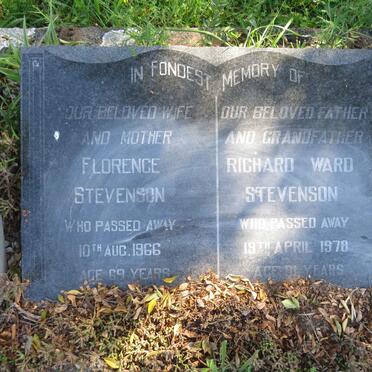 IN FONDEST MEMORY OF
OUR BELOVED WIFE
AND MOTHER
FLORENCE
STEVENSON
WHO PASSED AWAY
10TH AUG. 1966
AGE 69 YEARS
OUR BELOVED FATHER
AND GRANDFATHER
RICHARD WARD
STEVENSON
WHO PASSED AWAY
19TH APRIL 1978
AGE 81 YEARS